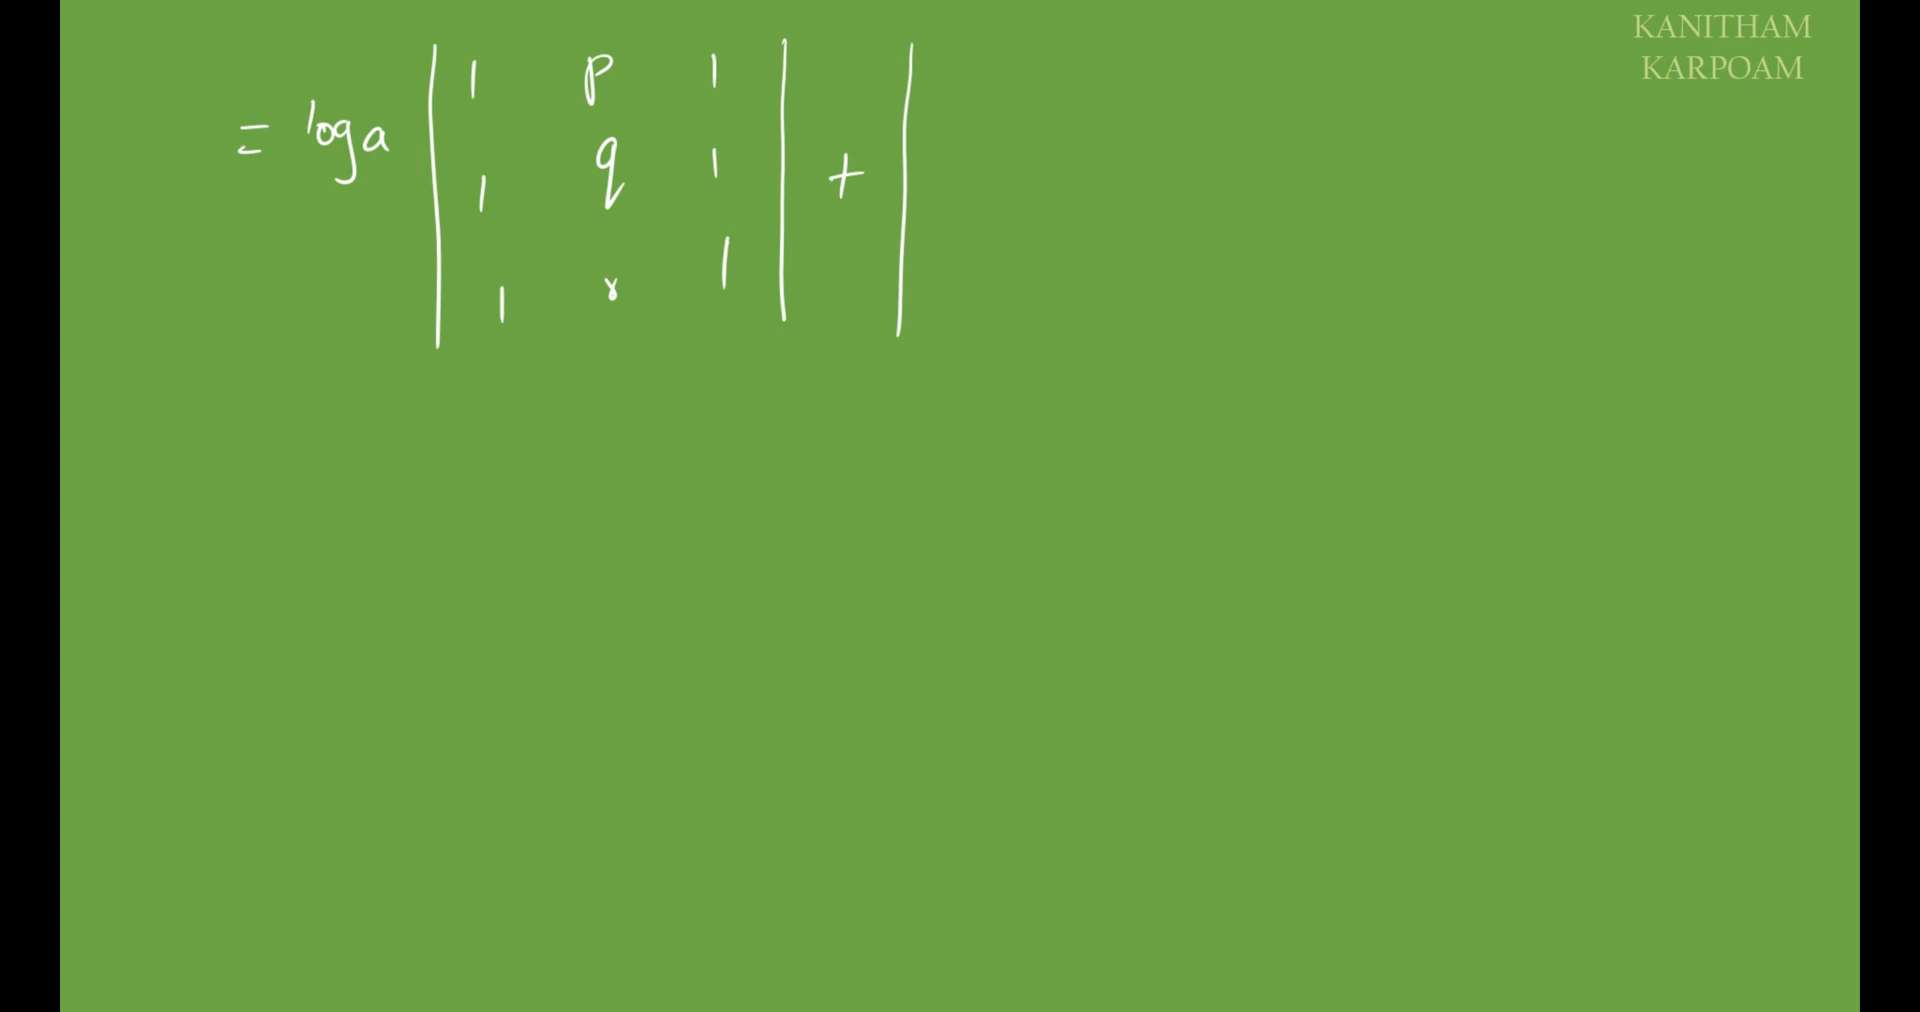 KANITHAM
KARPOAM
= log a | 1 p 1 | + |
1 q 1
1 r 1